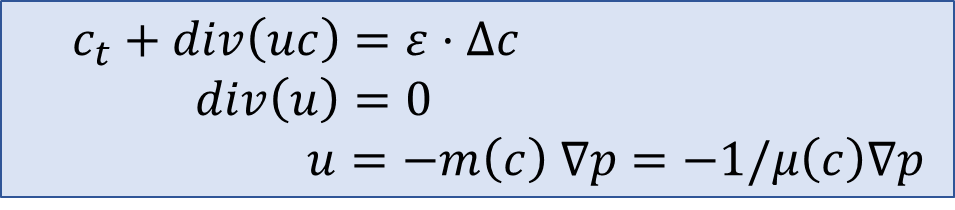 c_t + div(uc) = ε · Δc
div(u) = 0
u = −m(c) ∇p = −1/μ(c)∇p